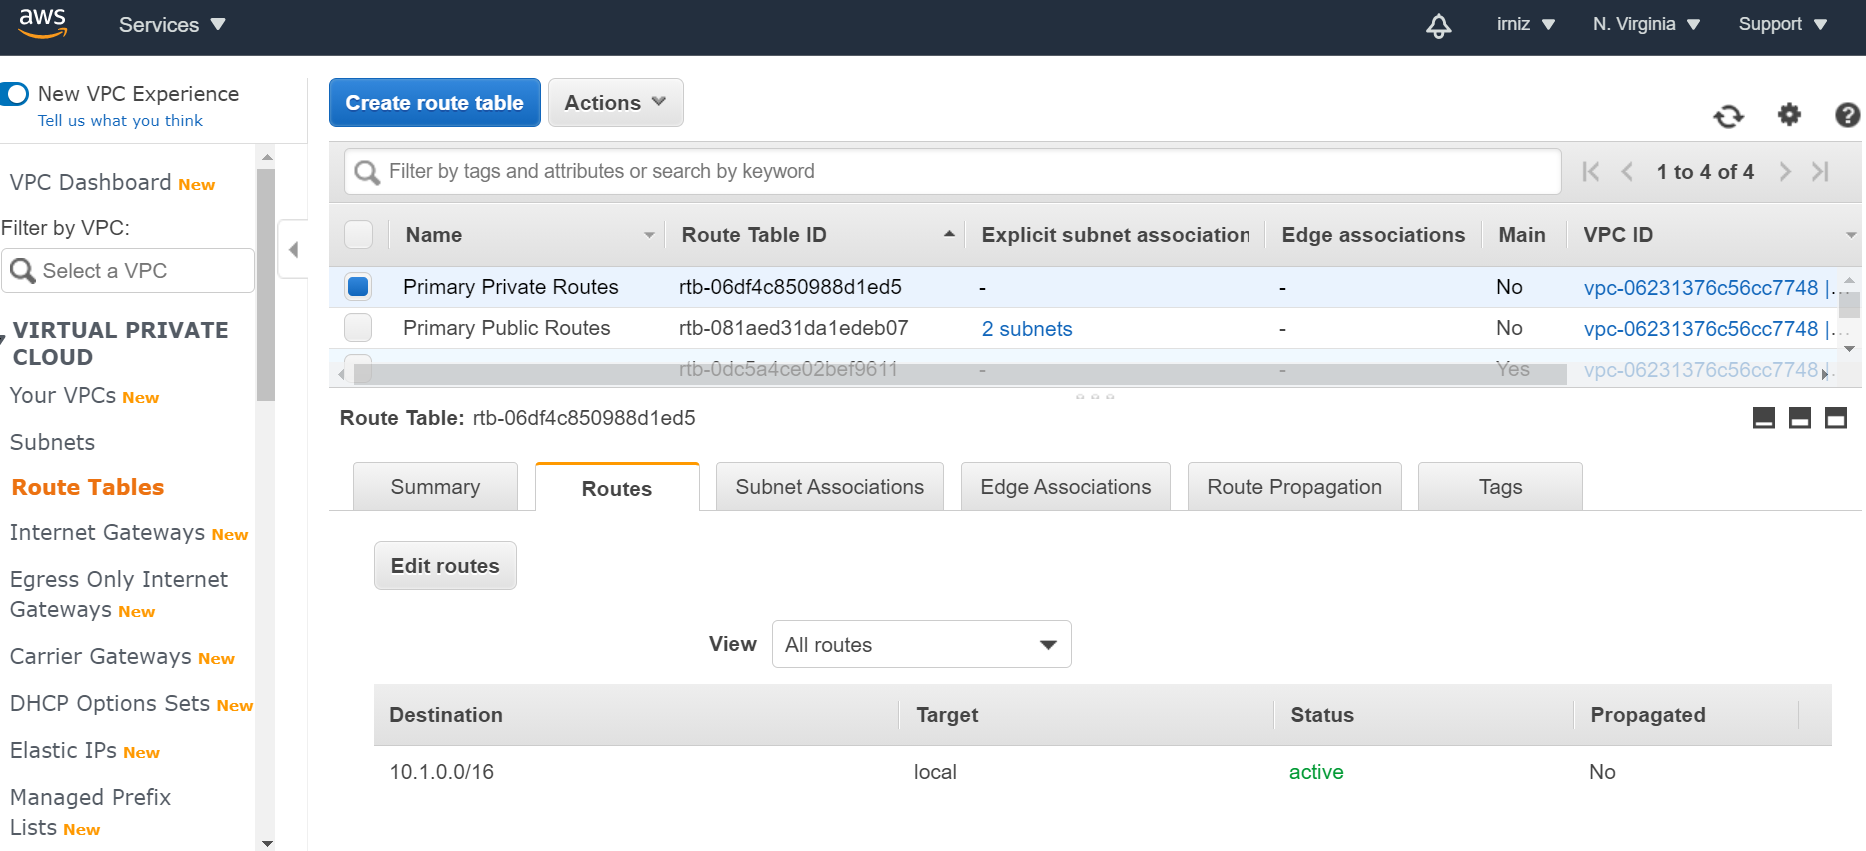 aws
Services
irniz
N. Virginia
Support
New VPC Experience
Tell us what you think
VPC Dashboard New
Filter by VPC:
Select a VPC
VIRTUAL PRIVATE
CLOUD
Your VPCs New
Subnets
Route Tables
Internet Gateways New
Egress Only Internet
Gateways New
Carrier Gateways New
DHCP Options Sets New
Elastic IPs New
Managed Prefix
Lists New
Create route table
Actions
Filter by tags and attributes or search by keyword
1 to 4 of 4
Name Route Table ID Explicit subnet association Edge associations Main VPC ID
Primary Private Routes rtb-06df4c850988d1ed5 - - No vpc-06231376c56cc7748 |...
Primary Public Routes rtb-081aed31da1edeb07 2 subnets - No vpc-06231376c56cc7748 |...
rtb-0dc5a4ce02bef9611 - - Yes vpc-06231376c56cc7748 |.
Route Table: rtb-06df4c850988d1ed5
Summary Routes Subnet Associations Edge Associations Route Propagation Tags
Edit routes
View All routes
Destination Target Status Propagated
10.1.0.0/16 local active No